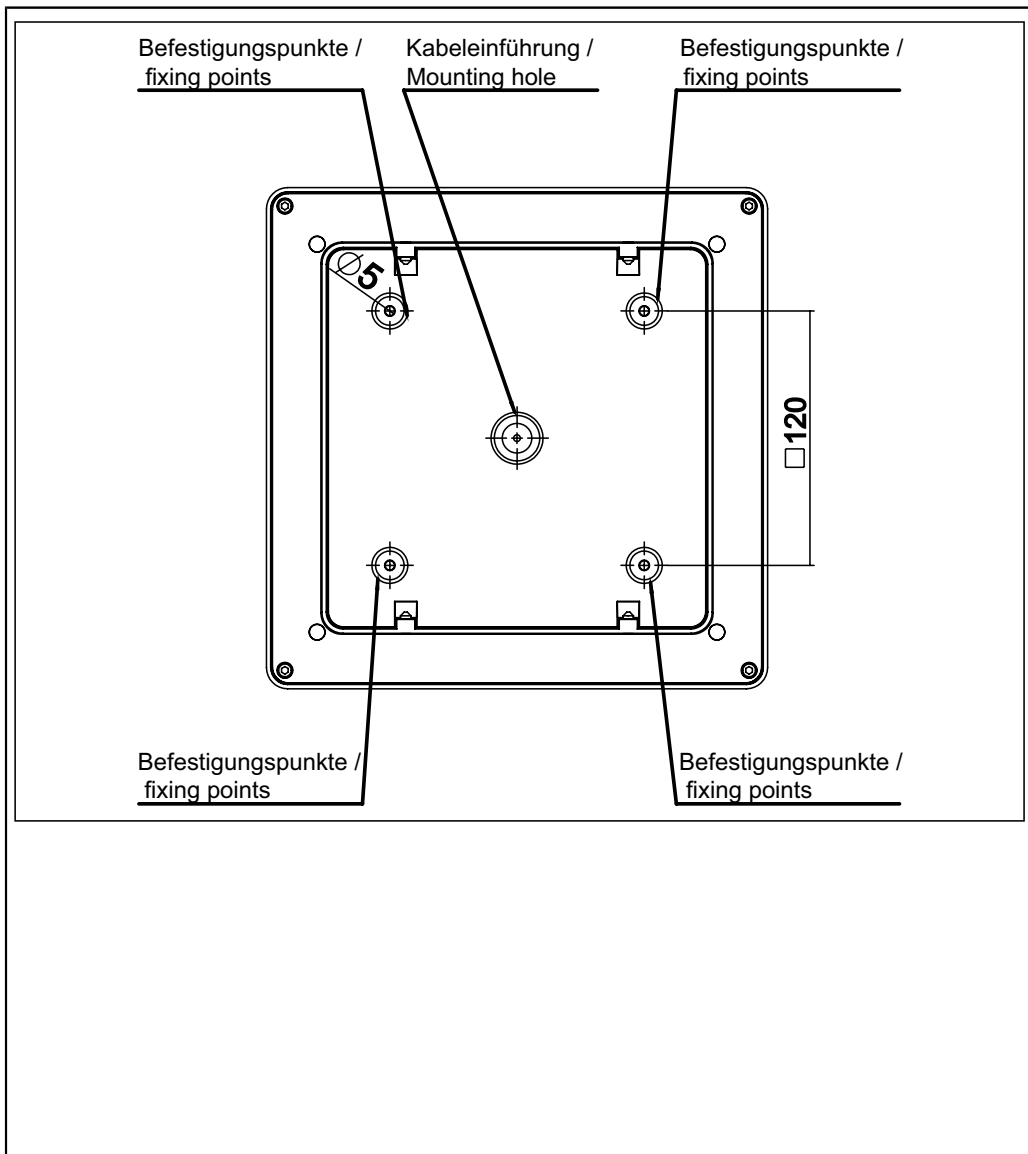 Befestigungspunkte /
fixing points
Kabeleinführung /
Mounting hole
Befestigungspunkte /
fixing points
∅5
□120
Befestigungspunkte /
fixing points
Befestigungspunkte /
fixing points